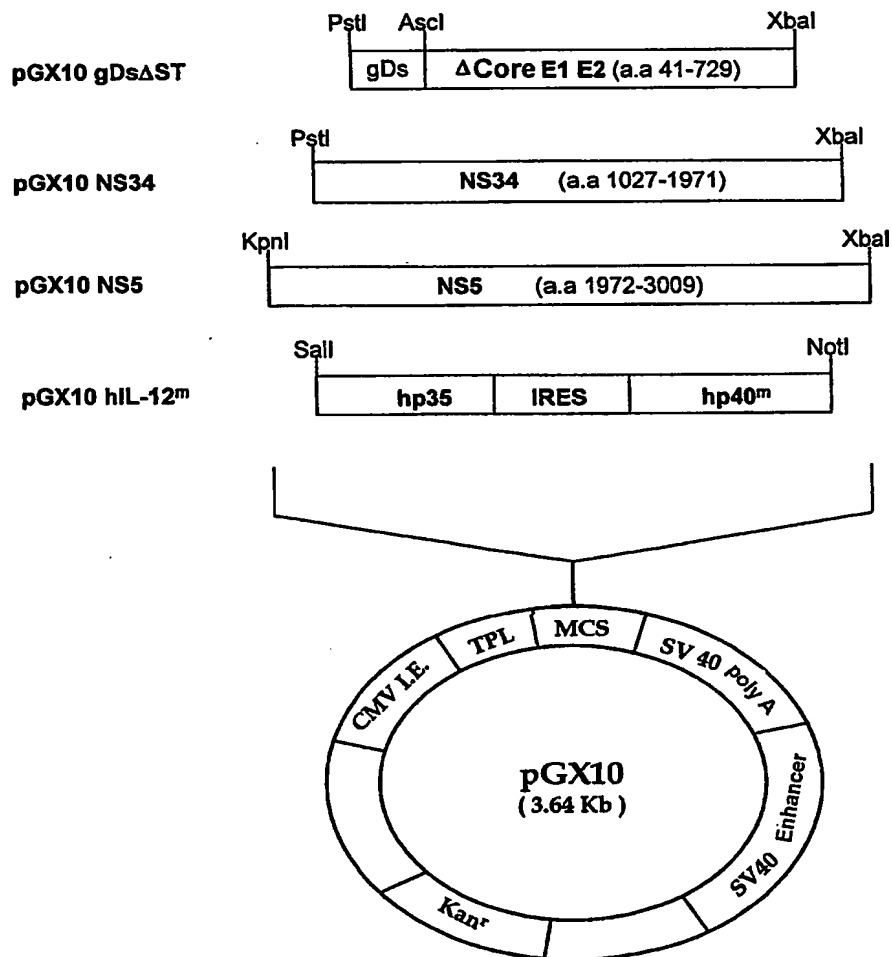 PstI AscI XbaI
pGX10 gDsΔST gDs ΔCore E1 E2 (a.a 41-729)
PstI XbaI
pGX10 NS34 NS34 (a.a 1027-1971)
KpnI XbaI
pGX10 NS5 NS5 (a.a 1972-3009)
SalI NotI
pGX10 hIL-12ᵐ hp35 IRES hp40ᵐ
CMV I.E. TPL MCS SV 40 poly A
SV40 Enhancer
pGX10
( 3.64 Kb )
Kanʳ